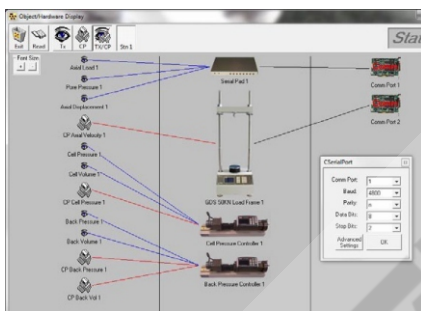 Object/Hardware Display
Exit Read Tx CP TX/CP Stn 1
Stat
Font Size
+ -
Axial Load 1
Pore Pressure 1
Axial Displacement 1
CP Axial Velocity 1
Cell Pressure 1
Cell Volume 1
CP Cell Pressure 1
Back Pressure 1
Back Volume 1
CP Back Pressure 1
CP Back Vol 1
Serial Pad 1
GDS 50KN Load Frame 1
Cell Pressure Controller 1
Back Pressure Controller 1
Comm Port 1
Comm Port 2
CSerialPort
Comm Port: 1
Baud: 4800
Parity: e
Data Bits: 8
Stop Bits: 2
Advanced Settings
OK